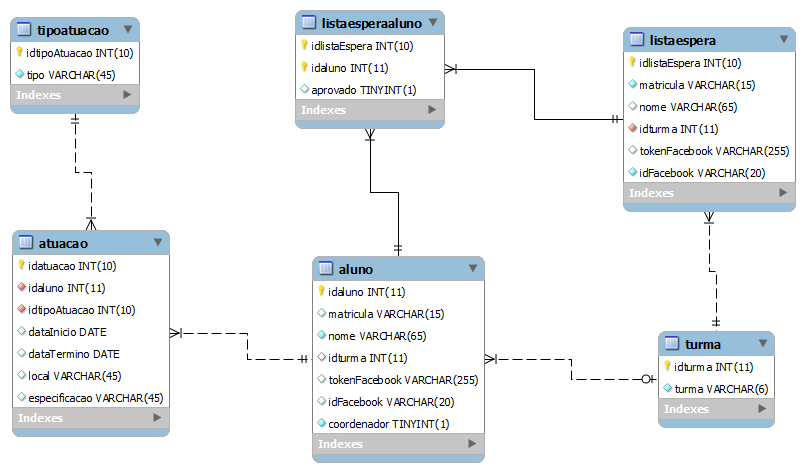 tipoatuacao
idtipoAtuacao INT(10)
tipo VARCHAR(45)
Indexes
listaesperaaluno
idlistaEspera INT(10)
idaluno INT(11)
aprovado TINYINT(1)
Indexes
listaespera
idlistaEspera INT(10)
matricula VARCHAR(15)
nome VARCHAR(65)
idturma INT(11)
tokenFacebook VARCHAR(255)
idFacebook VARCHAR(20)
Indexes
atuacao
idatuacao INT(10)
idaluno INT(11)
idtipoAtuacao INT(10)
dataInicio DATE
dataTermino DATE
local VARCHAR(45)
especificacao VARCHAR(45)
Indexes
aluno
idaluno INT(11)
matricula VARCHAR(15)
nome VARCHAR(65)
idturma INT(11)
tokenFacebook VARCHAR(255)
idFacebook VARCHAR(20)
coordenador TINYINT(1)
Indexes
turma
idturma INT(11)
turma VARCHAR(6)
Indexes